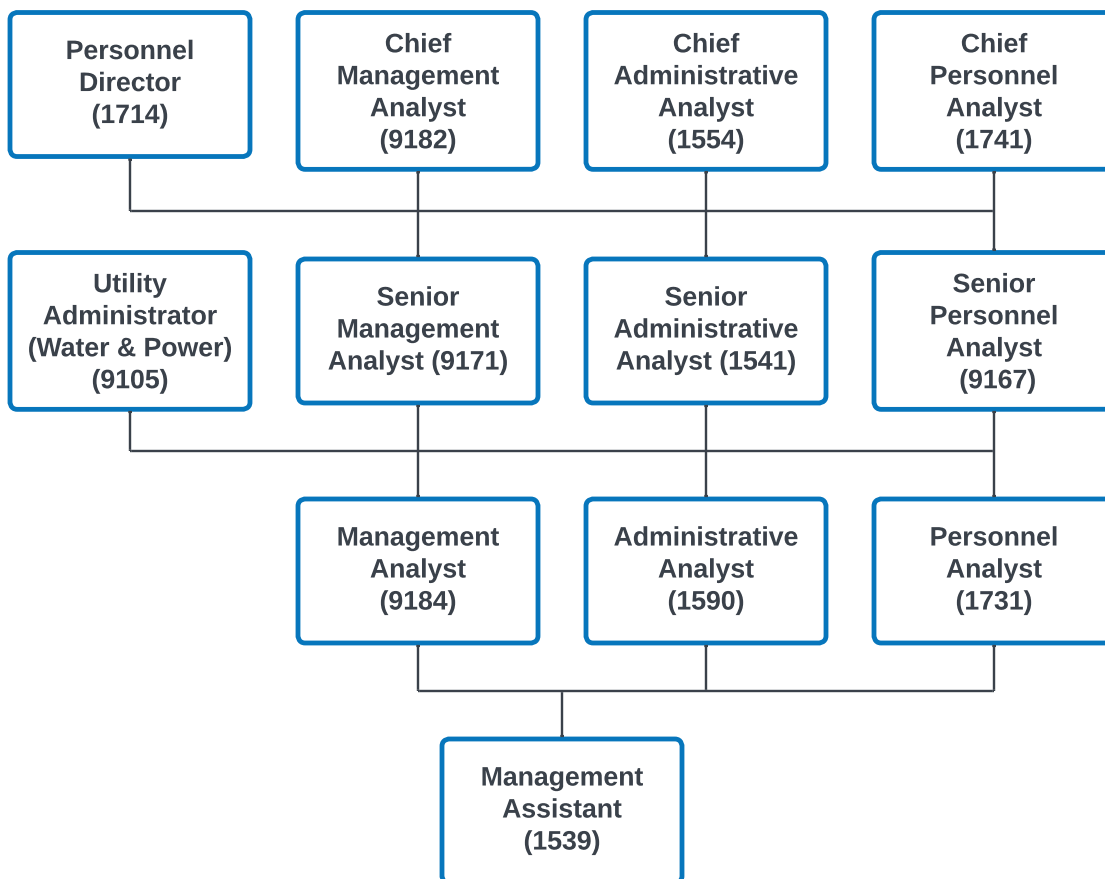 Personnel
Director
(1714)
Chief
Management
Analyst
(9182)
Chief
Administrative
Analyst
(1554)
Chief
Personnel
Analyst
(1741)
Utility
Administrator
(Water & Power)
(9105)
Senior
Management
Analyst (9171)
Senior
Administrative
Analyst (1541)
Senior
Personnel
Analyst
(9167)
Management
Analyst
(9184)
Administrative
Analyst
(1590)
Personnel
Analyst
(1731)
Management
Assistant
(1539)